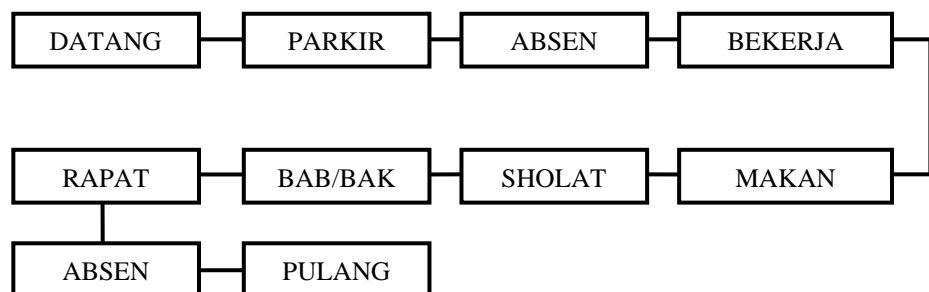 DATANG PARKIR ABSEN BEKERJA
RAPAT BAB/BAK SHOLAT MAKAN
ABSEN PULANG